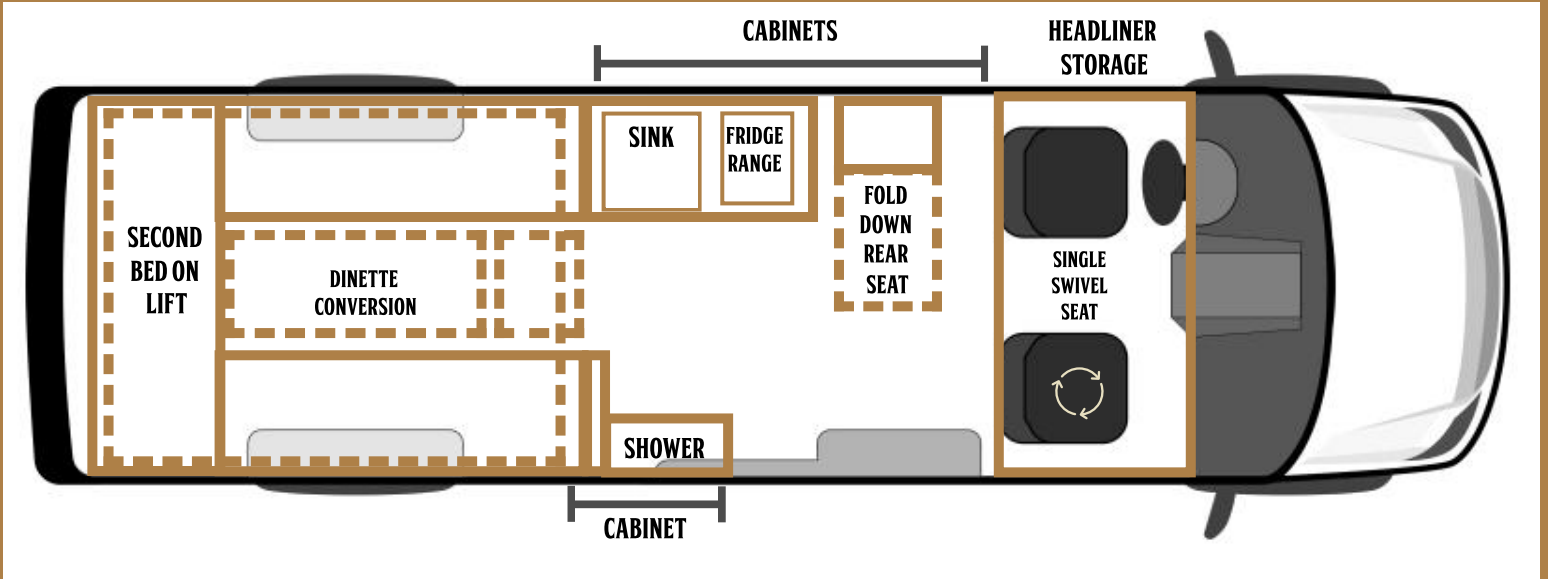 CABINETS
HEADLINER
STORAGE
SINK
FRIDGE
RANGE
FOLD
DOWN
REAR
SEAT
SECOND
BED ON
LIFT
DINETTE
CONVERSION
SINGLE
SWIVEL
SEAT
SHOWER
CABINET